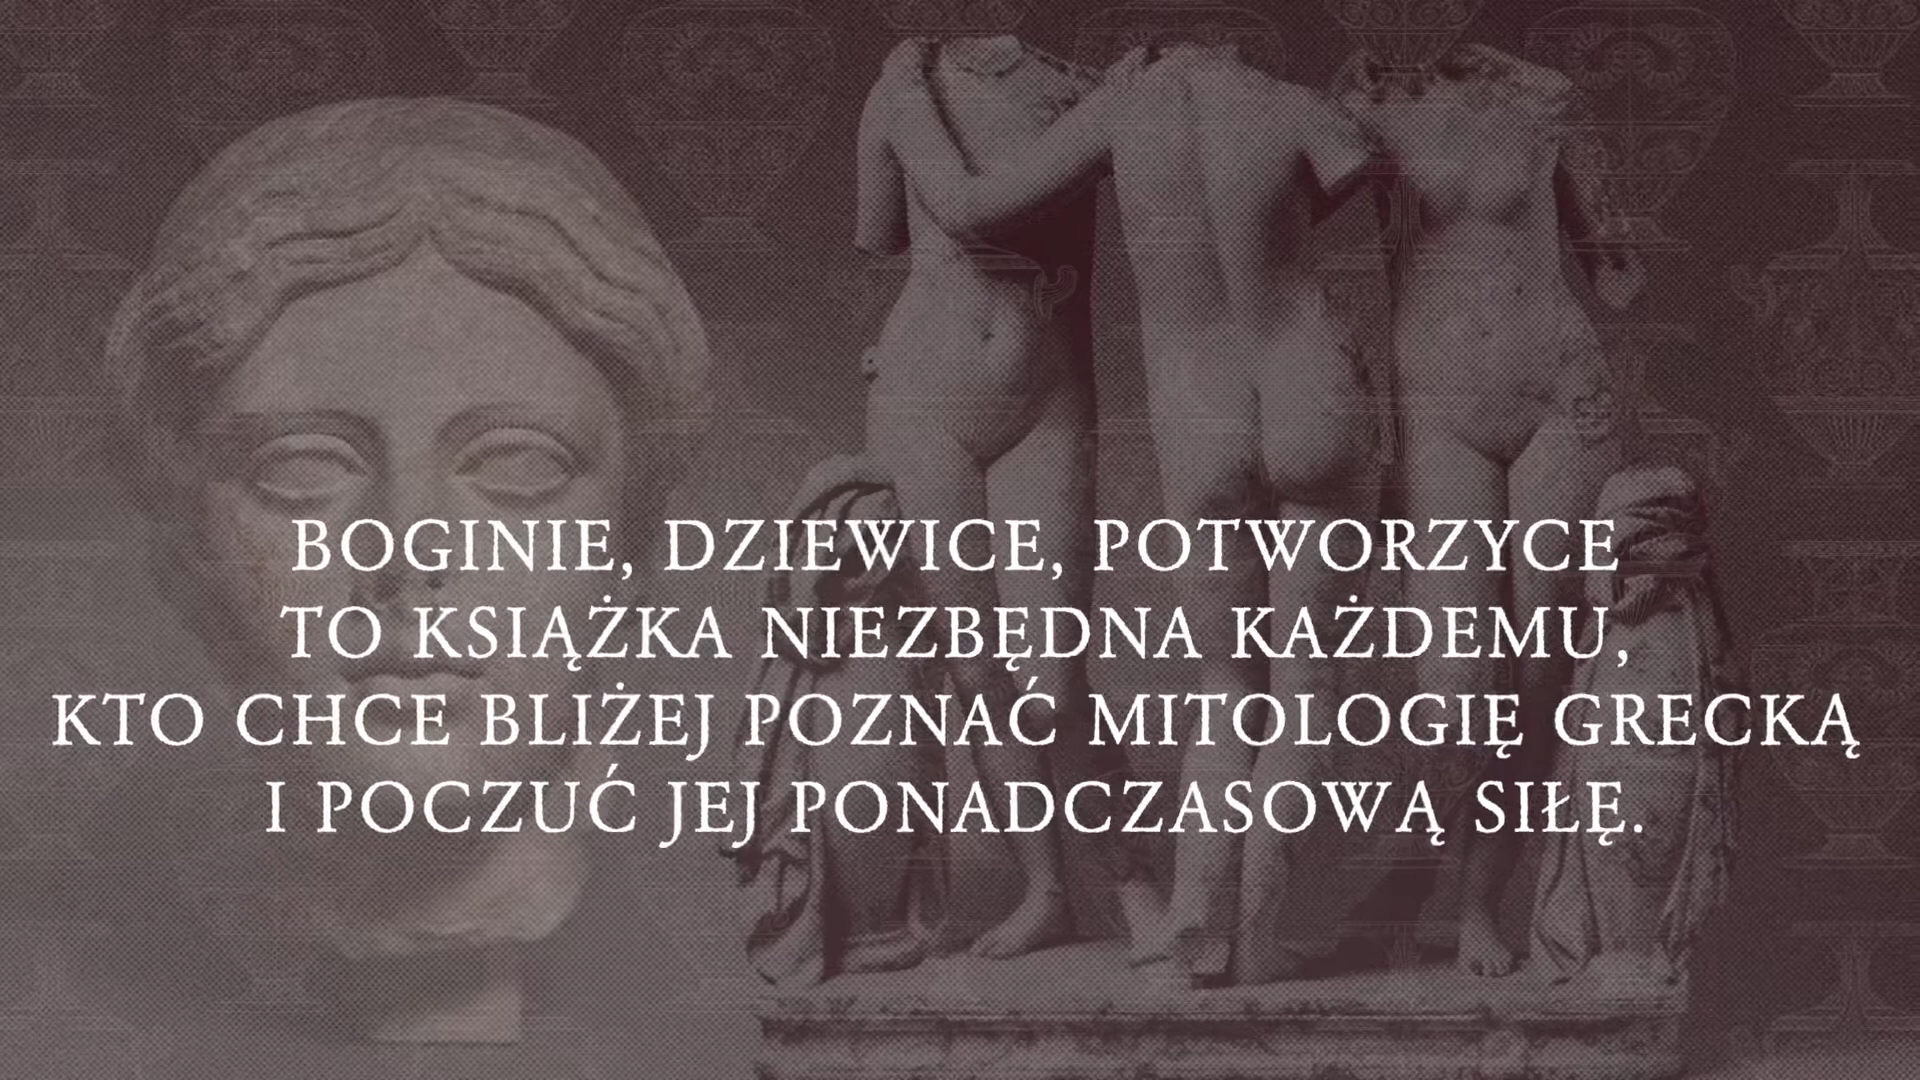 BOGINIE, DZIEWICE, POTWORZYCE
TO KSIĄŻKA NIEZBĘDNA KAŻDEMU,
KTO CHCE BLIŻEJ POZNAĆ MITOLOGIĘ GRECKĄ
I POCZUĆ JEJ PONADCZASOWĄ SIŁĘ.